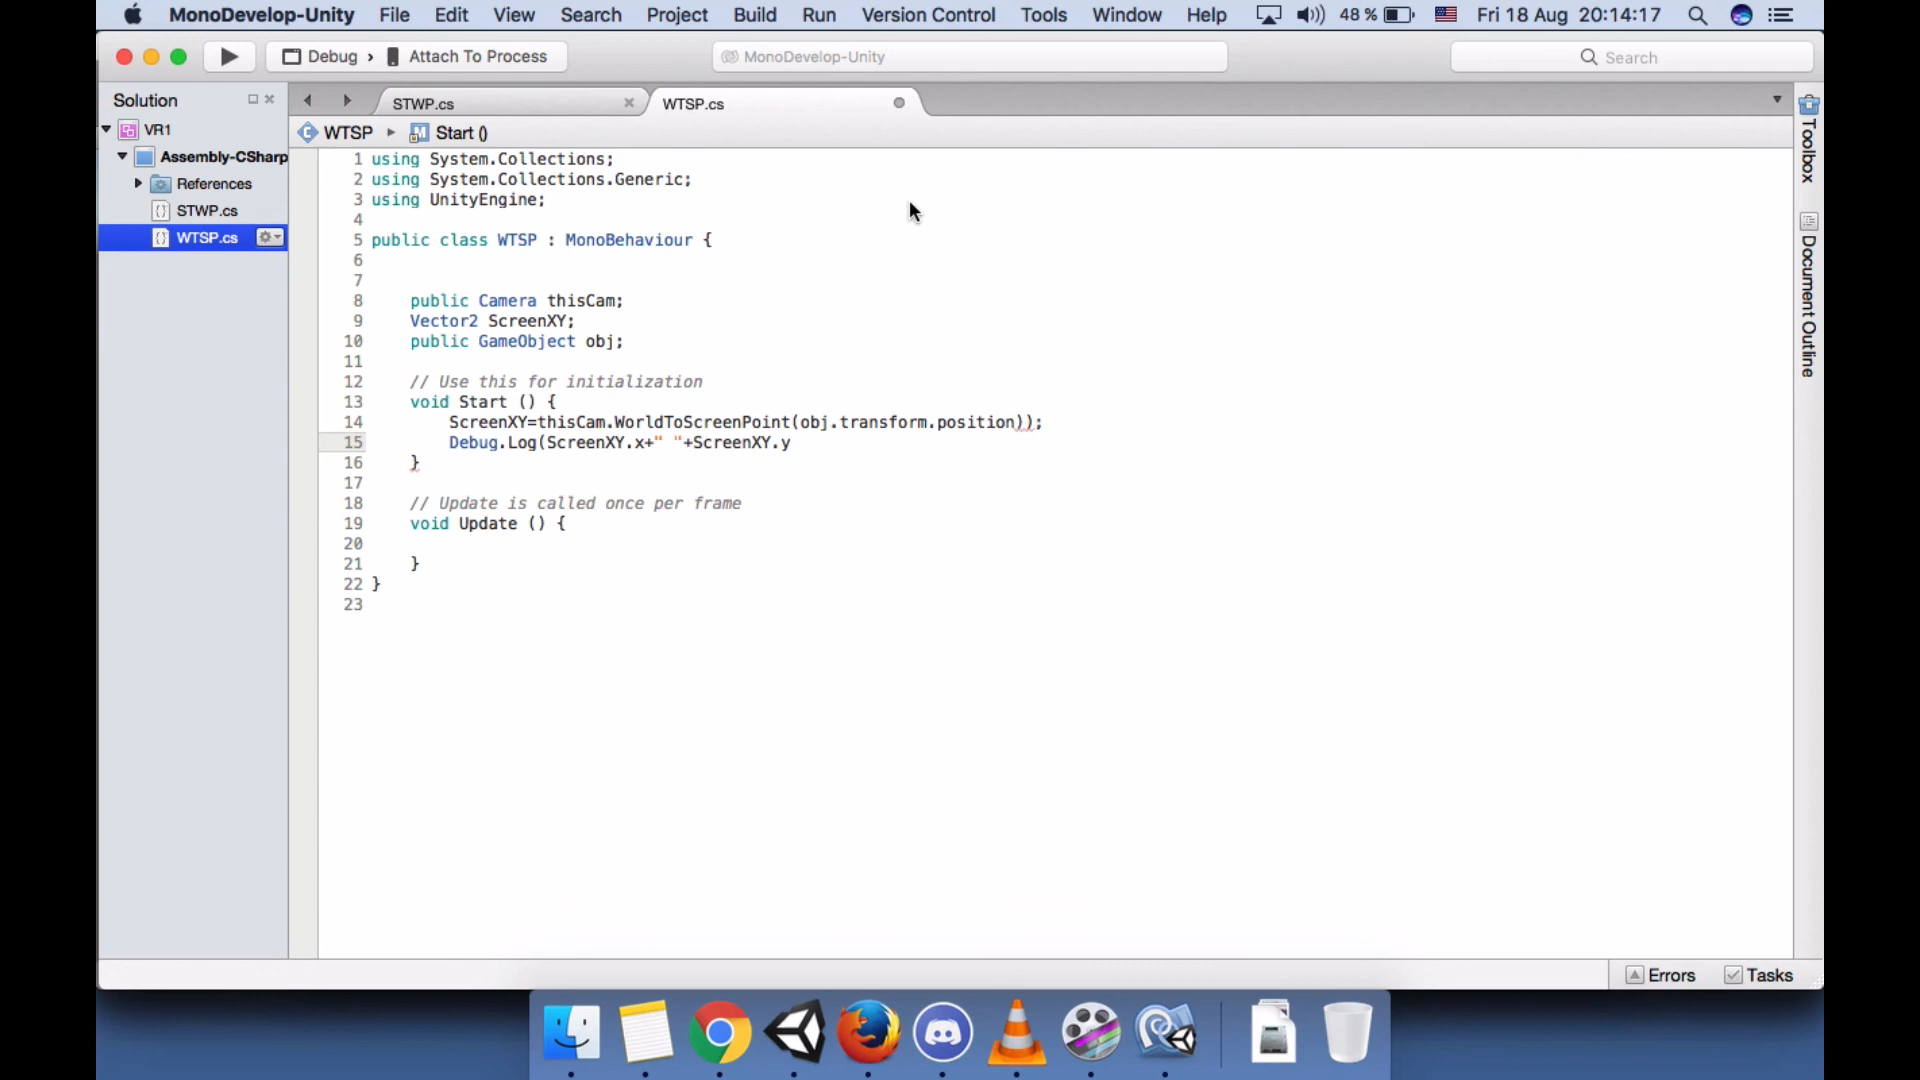 MonoDevelop-Unity File Edit View Search Project Build Run Version Control Tools Window Help 48 % Fri 18 Aug 20:14:17
Debug › Attach To Process MonoDevelop-Unity Search
Solution STWP.cs WTSP.cs
VR1 WTSP Start ()
Assembly-CSharp
References
STWP.cs
WTSP.cs
1 using System.Collections;
2 using System.Collections.Generic;
3 using UnityEngine;
4
5 public class WTSP : MonoBehaviour {
6
7
8 public Camera thisCam;
9 Vector2 ScreenXY;
10 public GameObject obj;
11
12 // Use this for initialization
13 void Start () {
14 ScreenXY=thisCam.WorldToScreenPoint(obj.transform.position));
15 Debug.Log(ScreenXY.x+" "+ScreenXY.y
16 }
17
18 // Update is called once per frame
19 void Update () {
20
21 }
22 }
23
Toolbox
Document Outline
Errors Tasks